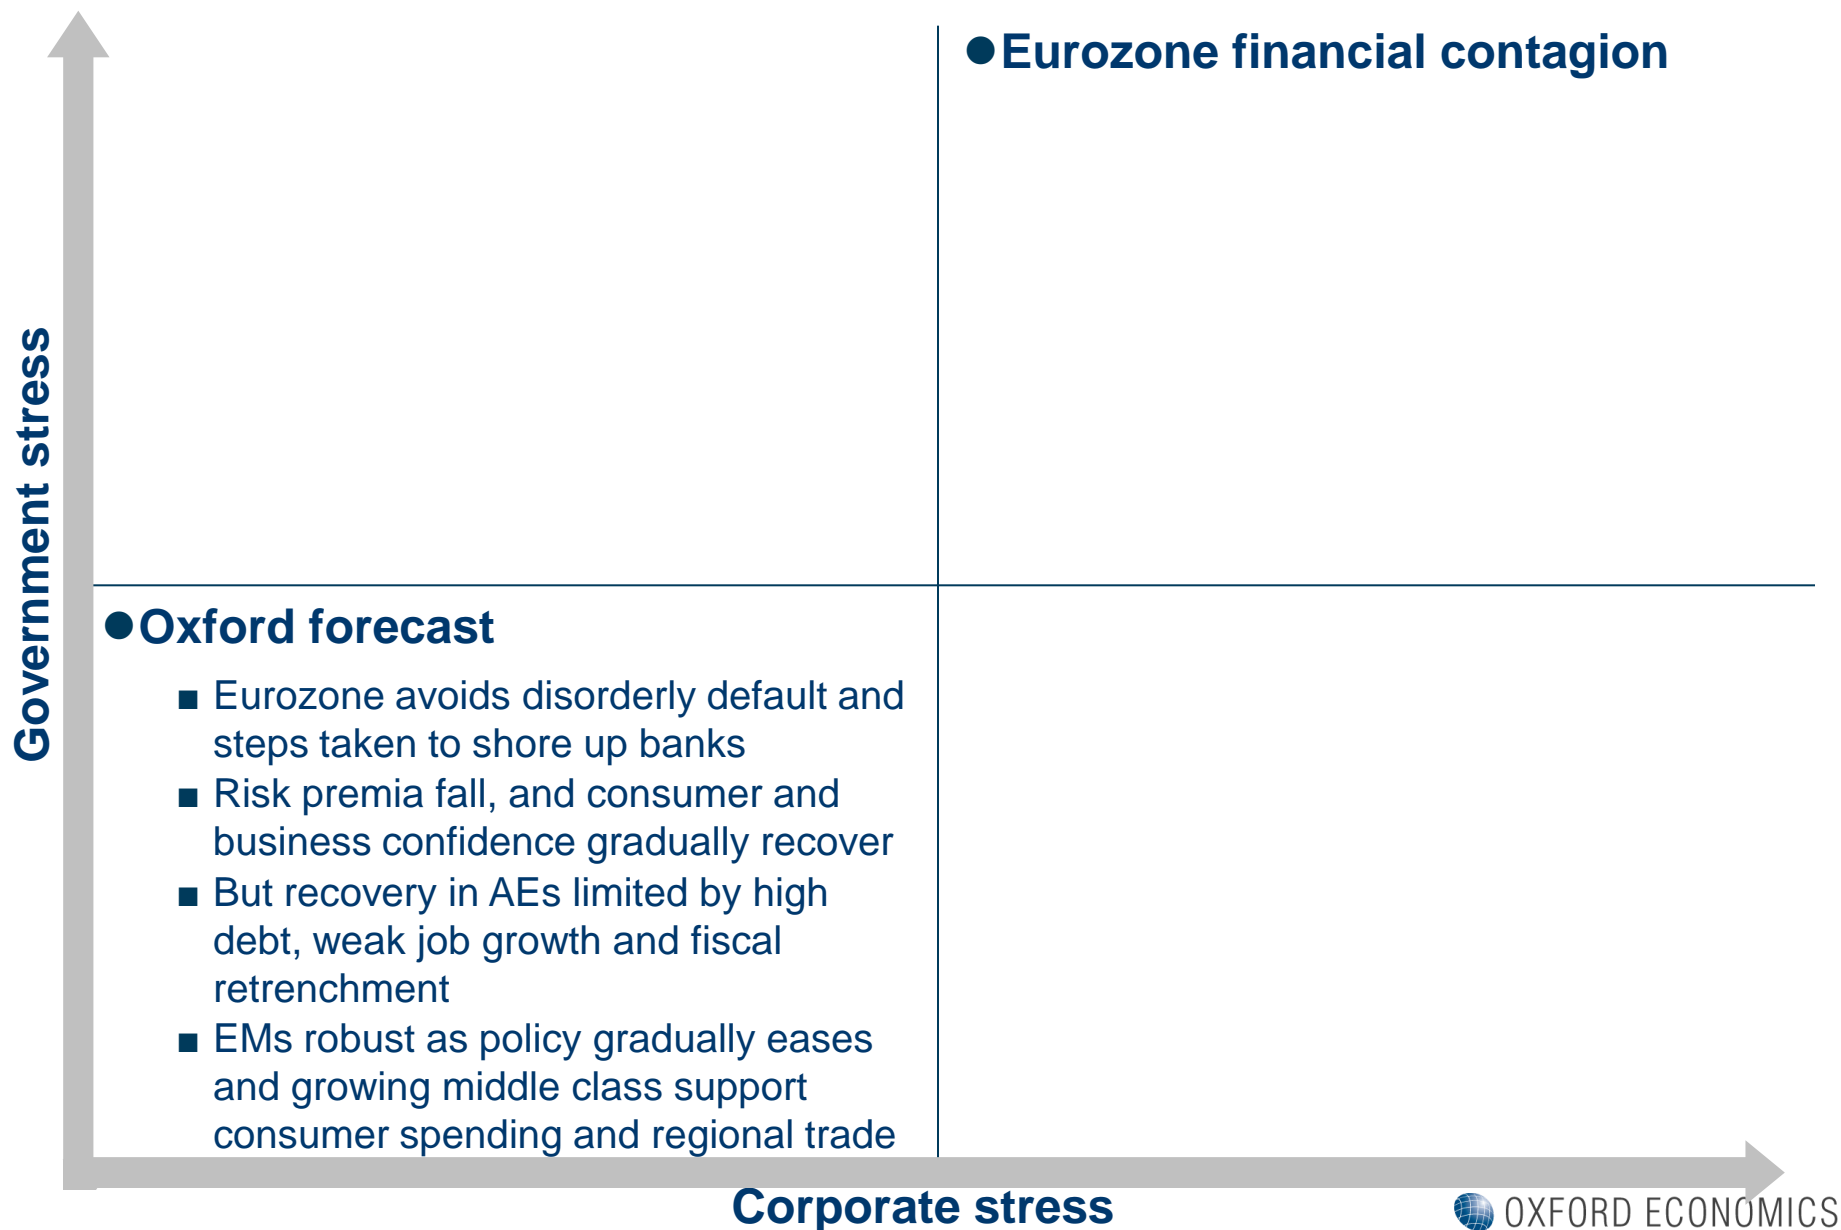 ● Eurozone financial contagion
Government stress
● Oxford forecast
■ Eurozone avoids disorderly default and
steps taken to shore up banks
■ Risk premia fall, and consumer and
business confidence gradually recover
■ But recovery in AEs limited by high
debt, weak job growth and fiscal
retrenchment
■ EMs robust as policy gradually eases
and growing middle class support
consumer spending and regional trade
Corporate stress
OXFORD ECONOMICS